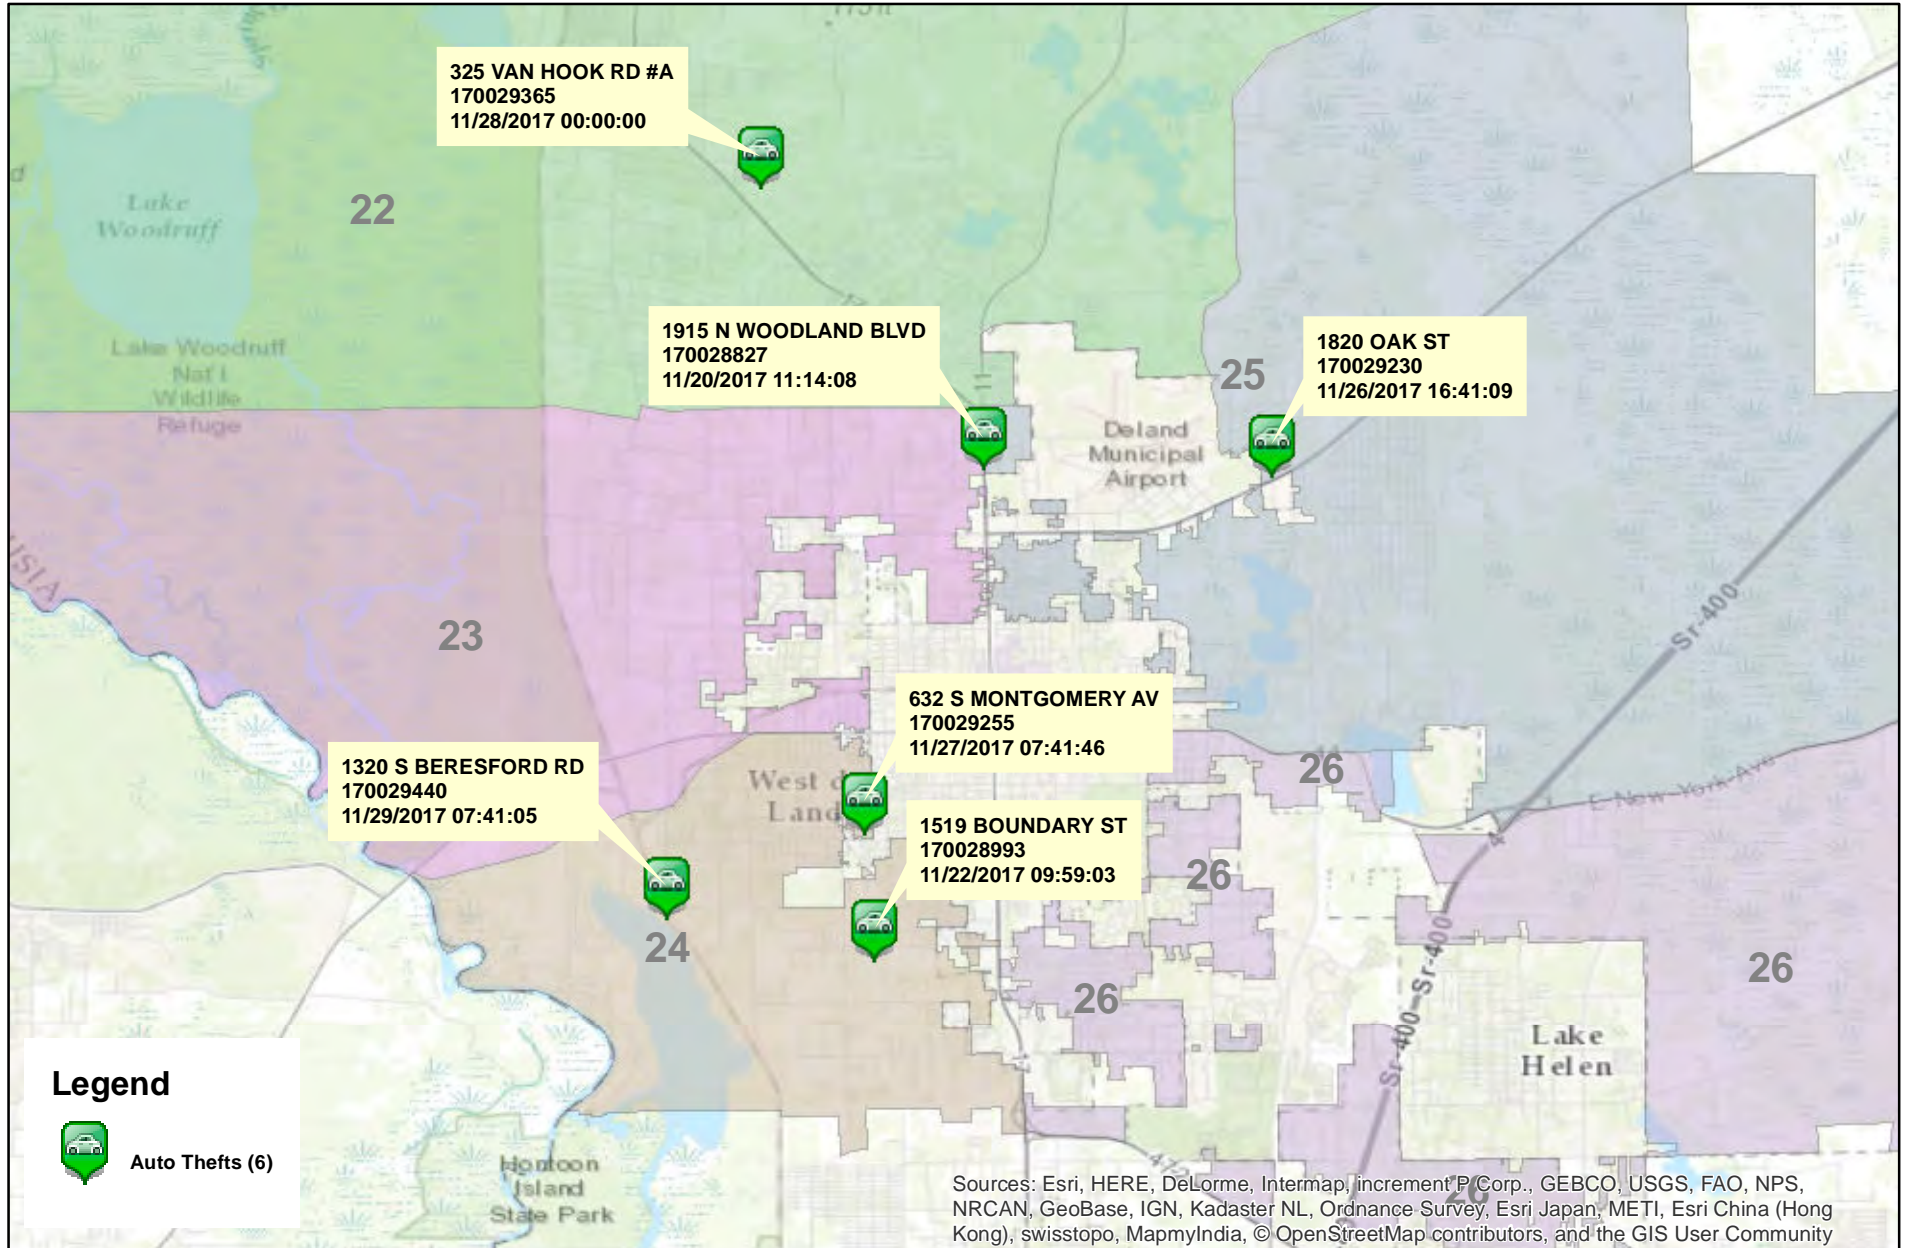 325 VAN HOOK RD #A
170029365
11/28/2017 00:00:00
22
Lake
Woodruff
1915 N WOODLAND BLVD
170028827
11/20/2017 11:14:08
1820 OAK ST
170029230
11/26/2017 16:41:09
25
11
Lake Woodruff
Nat'l
Wildlife
Refuge
Deland
Municipal
Airport
23
Sr-400
632 S MONTGOMERY AV
170029255
11/27/2017 07:41:46
1320 S BERESFORD RD
170029440
11/29/2017 07:41:05
West
Land
26
E New York Ave
1519 BOUNDARY ST
170028993
11/22/2017 09:59:03
4
26
24
26
26
Sr-400
Sr-400
Lake
Helen
17
Legend
Auto Thefts (6)
Hontoon
Island
State Park
472
26
Sources: Esri, HERE, DeLorme, Intermap, increment P Corp., GEBCO, USGS, FAO, NPS,
NRCAN, GeoBase, IGN, Kadaster NL, Ordnance Survey, Esri Japan, METI, Esri China (Hong
Kong), swisstopo, MapmyIndia, © OpenStreetMap contributors, and the GIS User Community